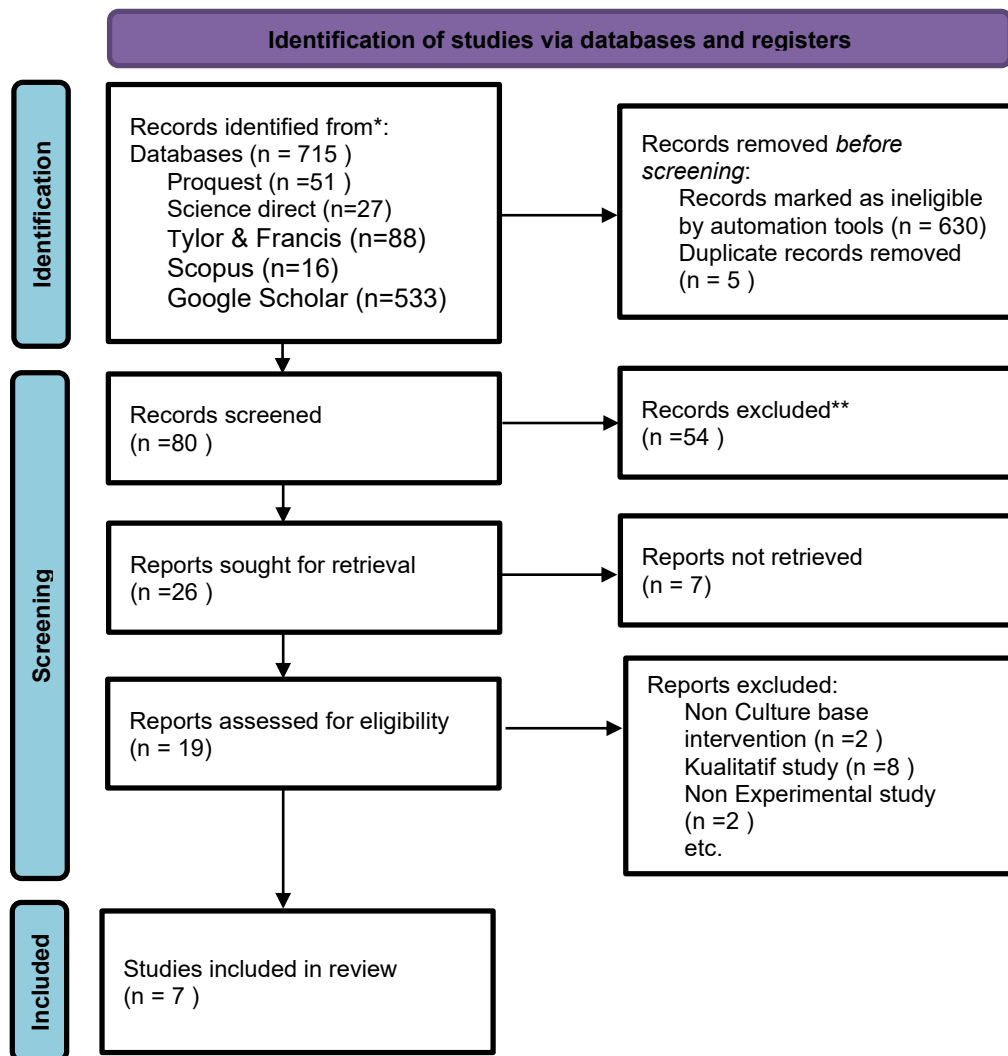 Identification of studies via databases and registers
Identification
Records identified from*:
Databases (n = 715 )
Proquest (n =51 )
Science direct (n=27)
Tylor & Francis (n=88)
Scopus (n=16)
Google Scholar (n=533)
Records removed before
screening:
Records marked as ineligible
by automation tools (n = 630)
Duplicate records removed
(n = 5 )
Screening
Records screened
(n =80 )
Records excluded**
(n =54 )
Reports sought for retrieval
(n =26 )
Reports not retrieved
(n = 7)
Reports assessed for eligibility
(n = 19)
Reports excluded:
Non Culture base
intervention (n =2 )
Kualitatif study (n =8 )
Non Experimental study
(n =2 )
etc.
Included
Studies included in review
(n = 7 )